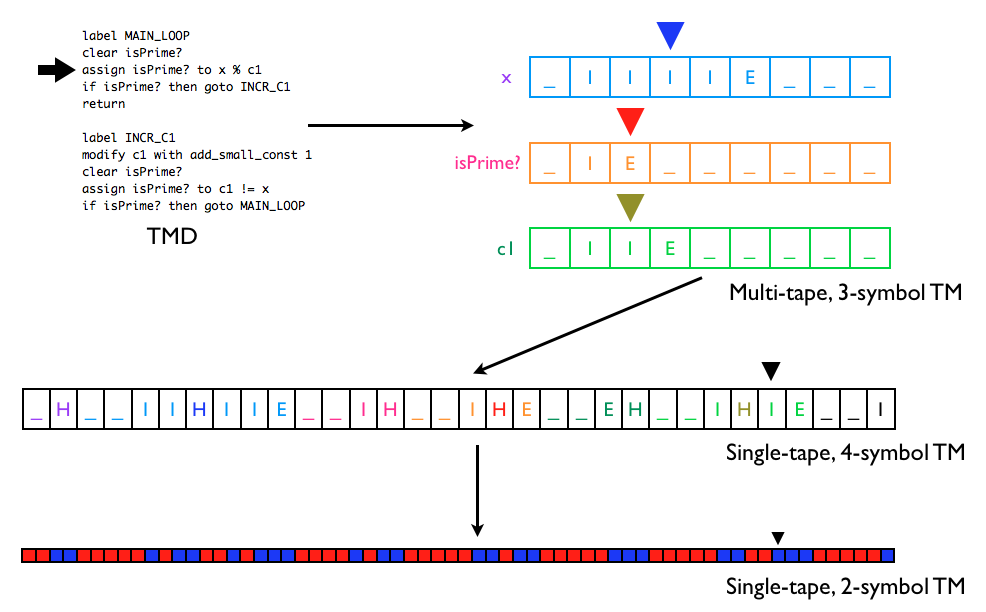 label MAIN_LOOP
clear isPrime?
assign isPrime? to x % c1
if isPrime? then goto INCR_C1
return
label INCR_C1
modify c1 with add_small_const 1
clear isPrime?
assign isPrime? to c1 != x
if isPrime? then goto MAIN_LOOP
TMD
x _ I I I I E _ _ _
isPrime? _ I E _ _ _ _ _ _
c1 _ I I E _ _ _ _ _
Multi-tape, 3-symbol TM
_ H _ _ I I H I I E _ _ I H _ _ I H E _ _ E H _ _ I H I E _ _ I
Single-tape, 4-symbol TM
Single-tape, 2-symbol TM